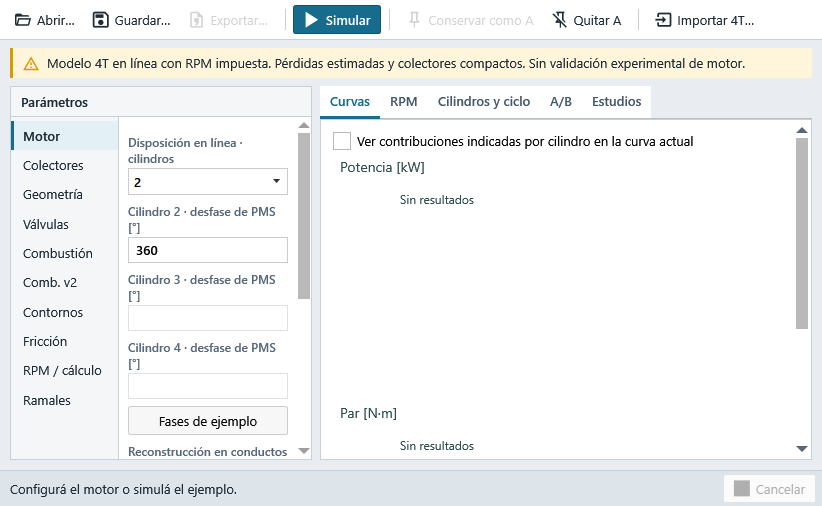 Abrir... Guardar... Exportar... Simular Conservar como A Quitar A Importar 4T...
Modelo 4T en línea con RPM impuesta. Pérdidas estimadas y colectores compactos. Sin validación experimental de motor.
Parámetros
Motor
Colectores
Geometría
Válvulas
Combustión
Comb. v2
Contornos
Fricción
RPM / cálculo
Ramales
Disposición en línea ·
cilindros
2
Cilindro 2 · desfase de PMS
[°]
360
Cilindro 3 · desfase de PMS
[°]
Cilindro 4 · desfase de PMS
[°]
Fases de ejemplo
Reconstrucción en conductos
Curvas RPM Cilindros y ciclo A/B Estudios
Ver contribuciones indicadas por cilindro en la curva actual
Potencia [kW]
Sin resultados
Par [N·m]
Sin resultados
Configurá el motor o simulá el ejemplo.
Cancelar